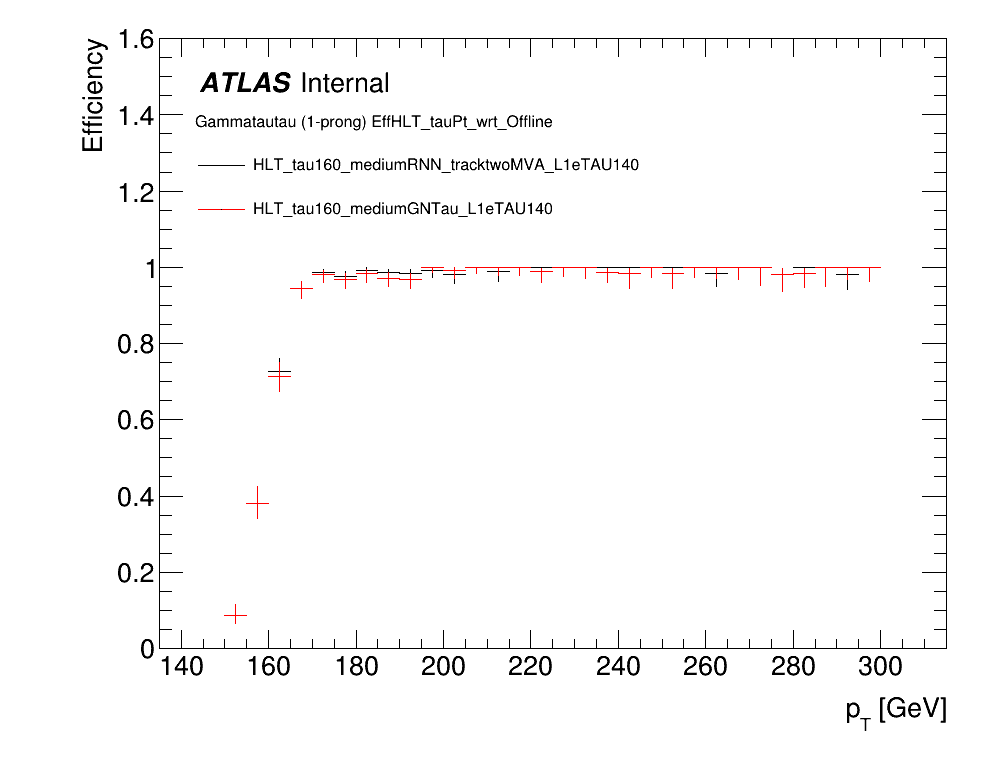 Efficiency
1.6
1.4
1.2
1
0.8
0.6
0.4
0.2
0
ATLAS Internal
Gammatautau (1-prong) EffHLT_tauPt_wrt_Offline
HLT_tau160_mediumRNN_tracktwoMVA_L1eTAU140
HLT_tau160_mediumGNTau_L1eTAU140
140 160 180 200 220 240 260 280 300
p_T [GeV]